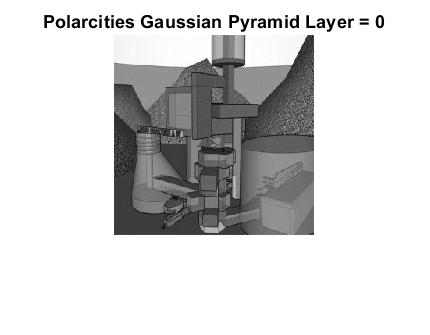 Polarcities Gaussian Pyramid Layer = 0